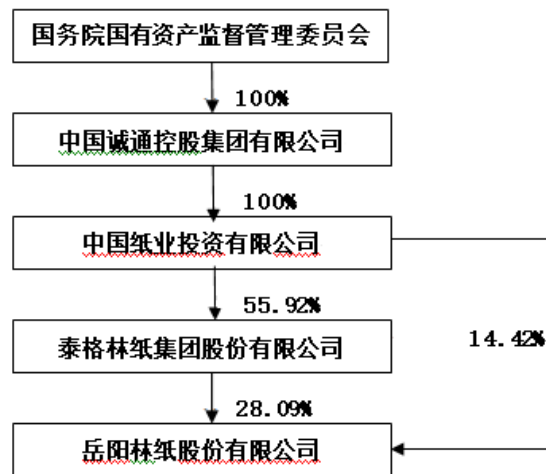 国务院国有资产监督管理委员会
100%
中国诚通控股集团有限公司
100%
中国纸业投资有限公司
55.92%
14.42%
泰格林纸集团股份有限公司
28.09%
岳阳林纸股份有限公司